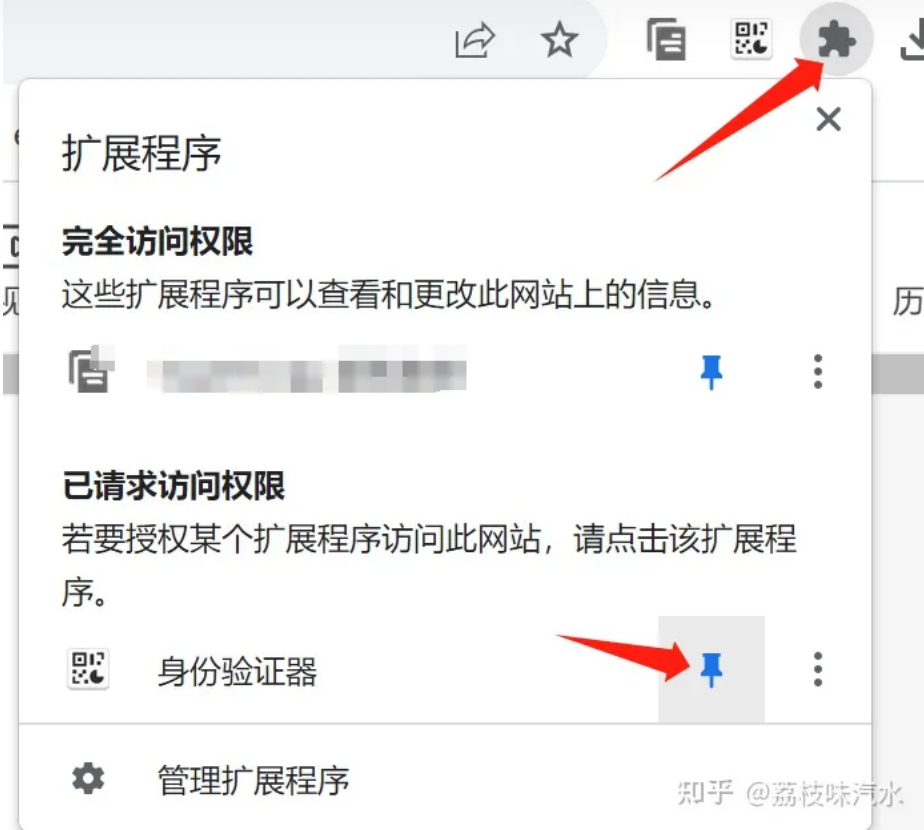 扩展程序
完全访问权限
这些扩展程序可以查看和更改此网站上的信息。
已请求访问权限
若要授权某个扩展程序访问此网站，请点击该扩展程
序。
身份验证器
管理扩展程序
历
知乎 @荔枝味汽水